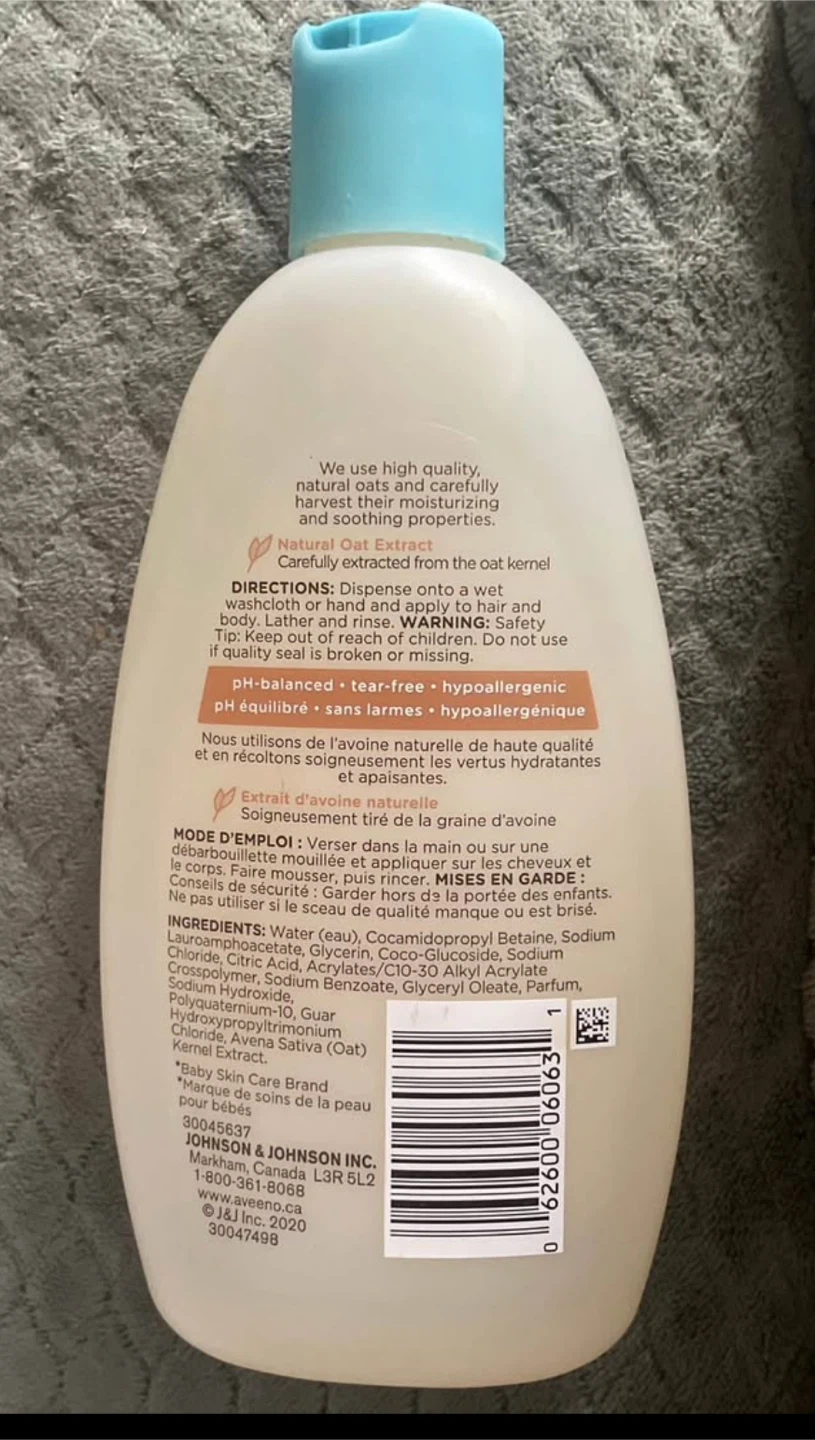 We use high quality,
natural oats and carefully
harvest their moisturizing
and soothing properties.
Natural Oat Extract
Carefully extracted from the oat kernel
DIRECTIONS: Dispense onto a wet
washcloth or hand and apply to hair and
body. Lather and rinse. WARNING: Safety
Tip: Keep out of reach of children. Do not use
if quality seal is broken or missing.
pH-balanced • tear-free • hypoallergenic
pH équilibré • sans larmes • hypoallergénique
Nous utilisons de l'avoine naturelle de haute qualité
et en récoltons soigneusement les vertus hydratantes
et apaisantes.
Extrait d'avoine naturelle
Soigneusement tiré de la graine d'avoine
MODE D'EMPLOI : Verser dans la main ou sur une
débarbouillette mouillée et appliquer sur les cheveux et
le corps. Faire mousser, puis rincer. MISES EN GARDE :
Conseils de sécurité : Garder hors de la portée des enfants.
Ne pas utiliser si le sceau de qualité manque ou est brisé.
INGREDIENTS: Water (eau), Cocamidopropyl Betaine, Sodium
Lauroamphoacetate, Glycerin, Coco-Glucoside, Sodium
Chloride, Citric Acid, Acrylates/C10-30 Alkyl Acrylate
Crosspolymer, Sodium Benzoate, Glyceryl Oleate, Parfum,
Sodium Hydroxide,
Polyquaternium-10, Guar
Hydroxypropyltrimonium
Chloride, Avena Sativa (Oat)
Kernel Extract.
*Baby Skin Care Brand
*Marque de soins de la peau
pour bébés
30045637
JOHNSON & JOHNSON INC.
Markham, Canada L3R 5L2
1-800-361-8068
www.aveeno.ca
© J&J Inc. 2020
30047498
0 62600 06063 1